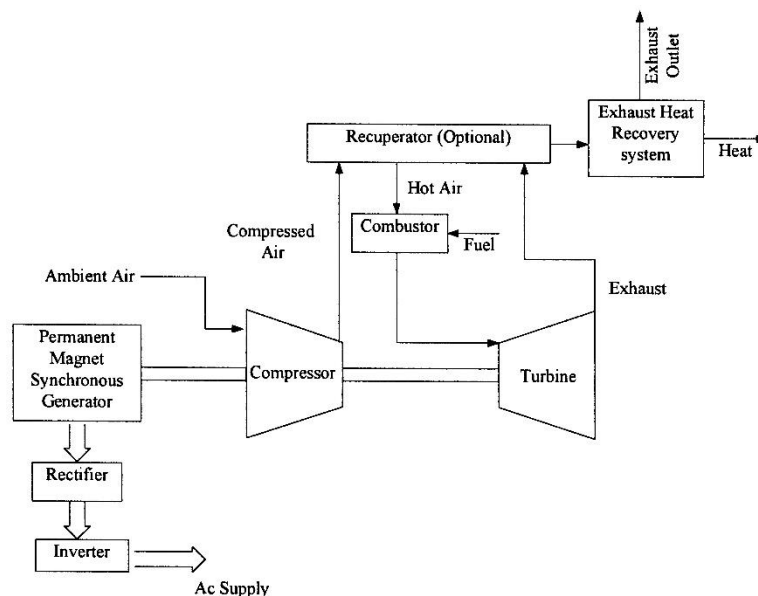 Exhaust
Outlet
Exhaust Heat
Recovery
system
Heat
Recuperator (Optional)
Hot Air
Combustor
Fuel
Compressed
Air
Ambient Air
Exhaust
Permanent
Magnet
Synchronous
Generator
Compressor
Turbine
Rectifier
Inverter
Ac Supply